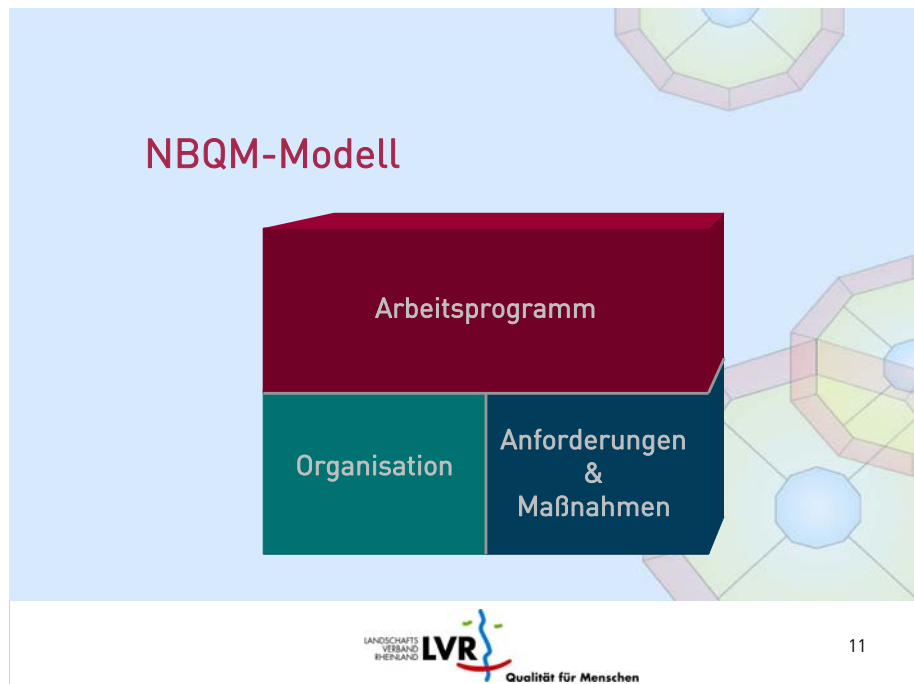 NBQM-Modell
Arbeitsprogramm
Organisation
Anforderungen
&
Maßnahmen
LANDSCHAFTS
VERBAND
RHEINLAND
LVR
Qualität für Menschen
11